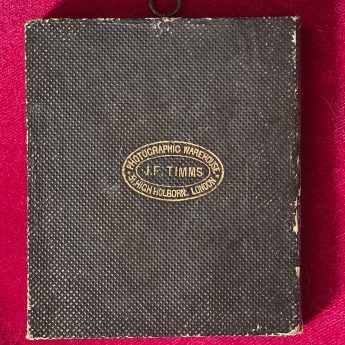 PHOTOGRAPHIC WAREHOUSE
J.F. TIMMS
HIGH HOLBORN, LONDON